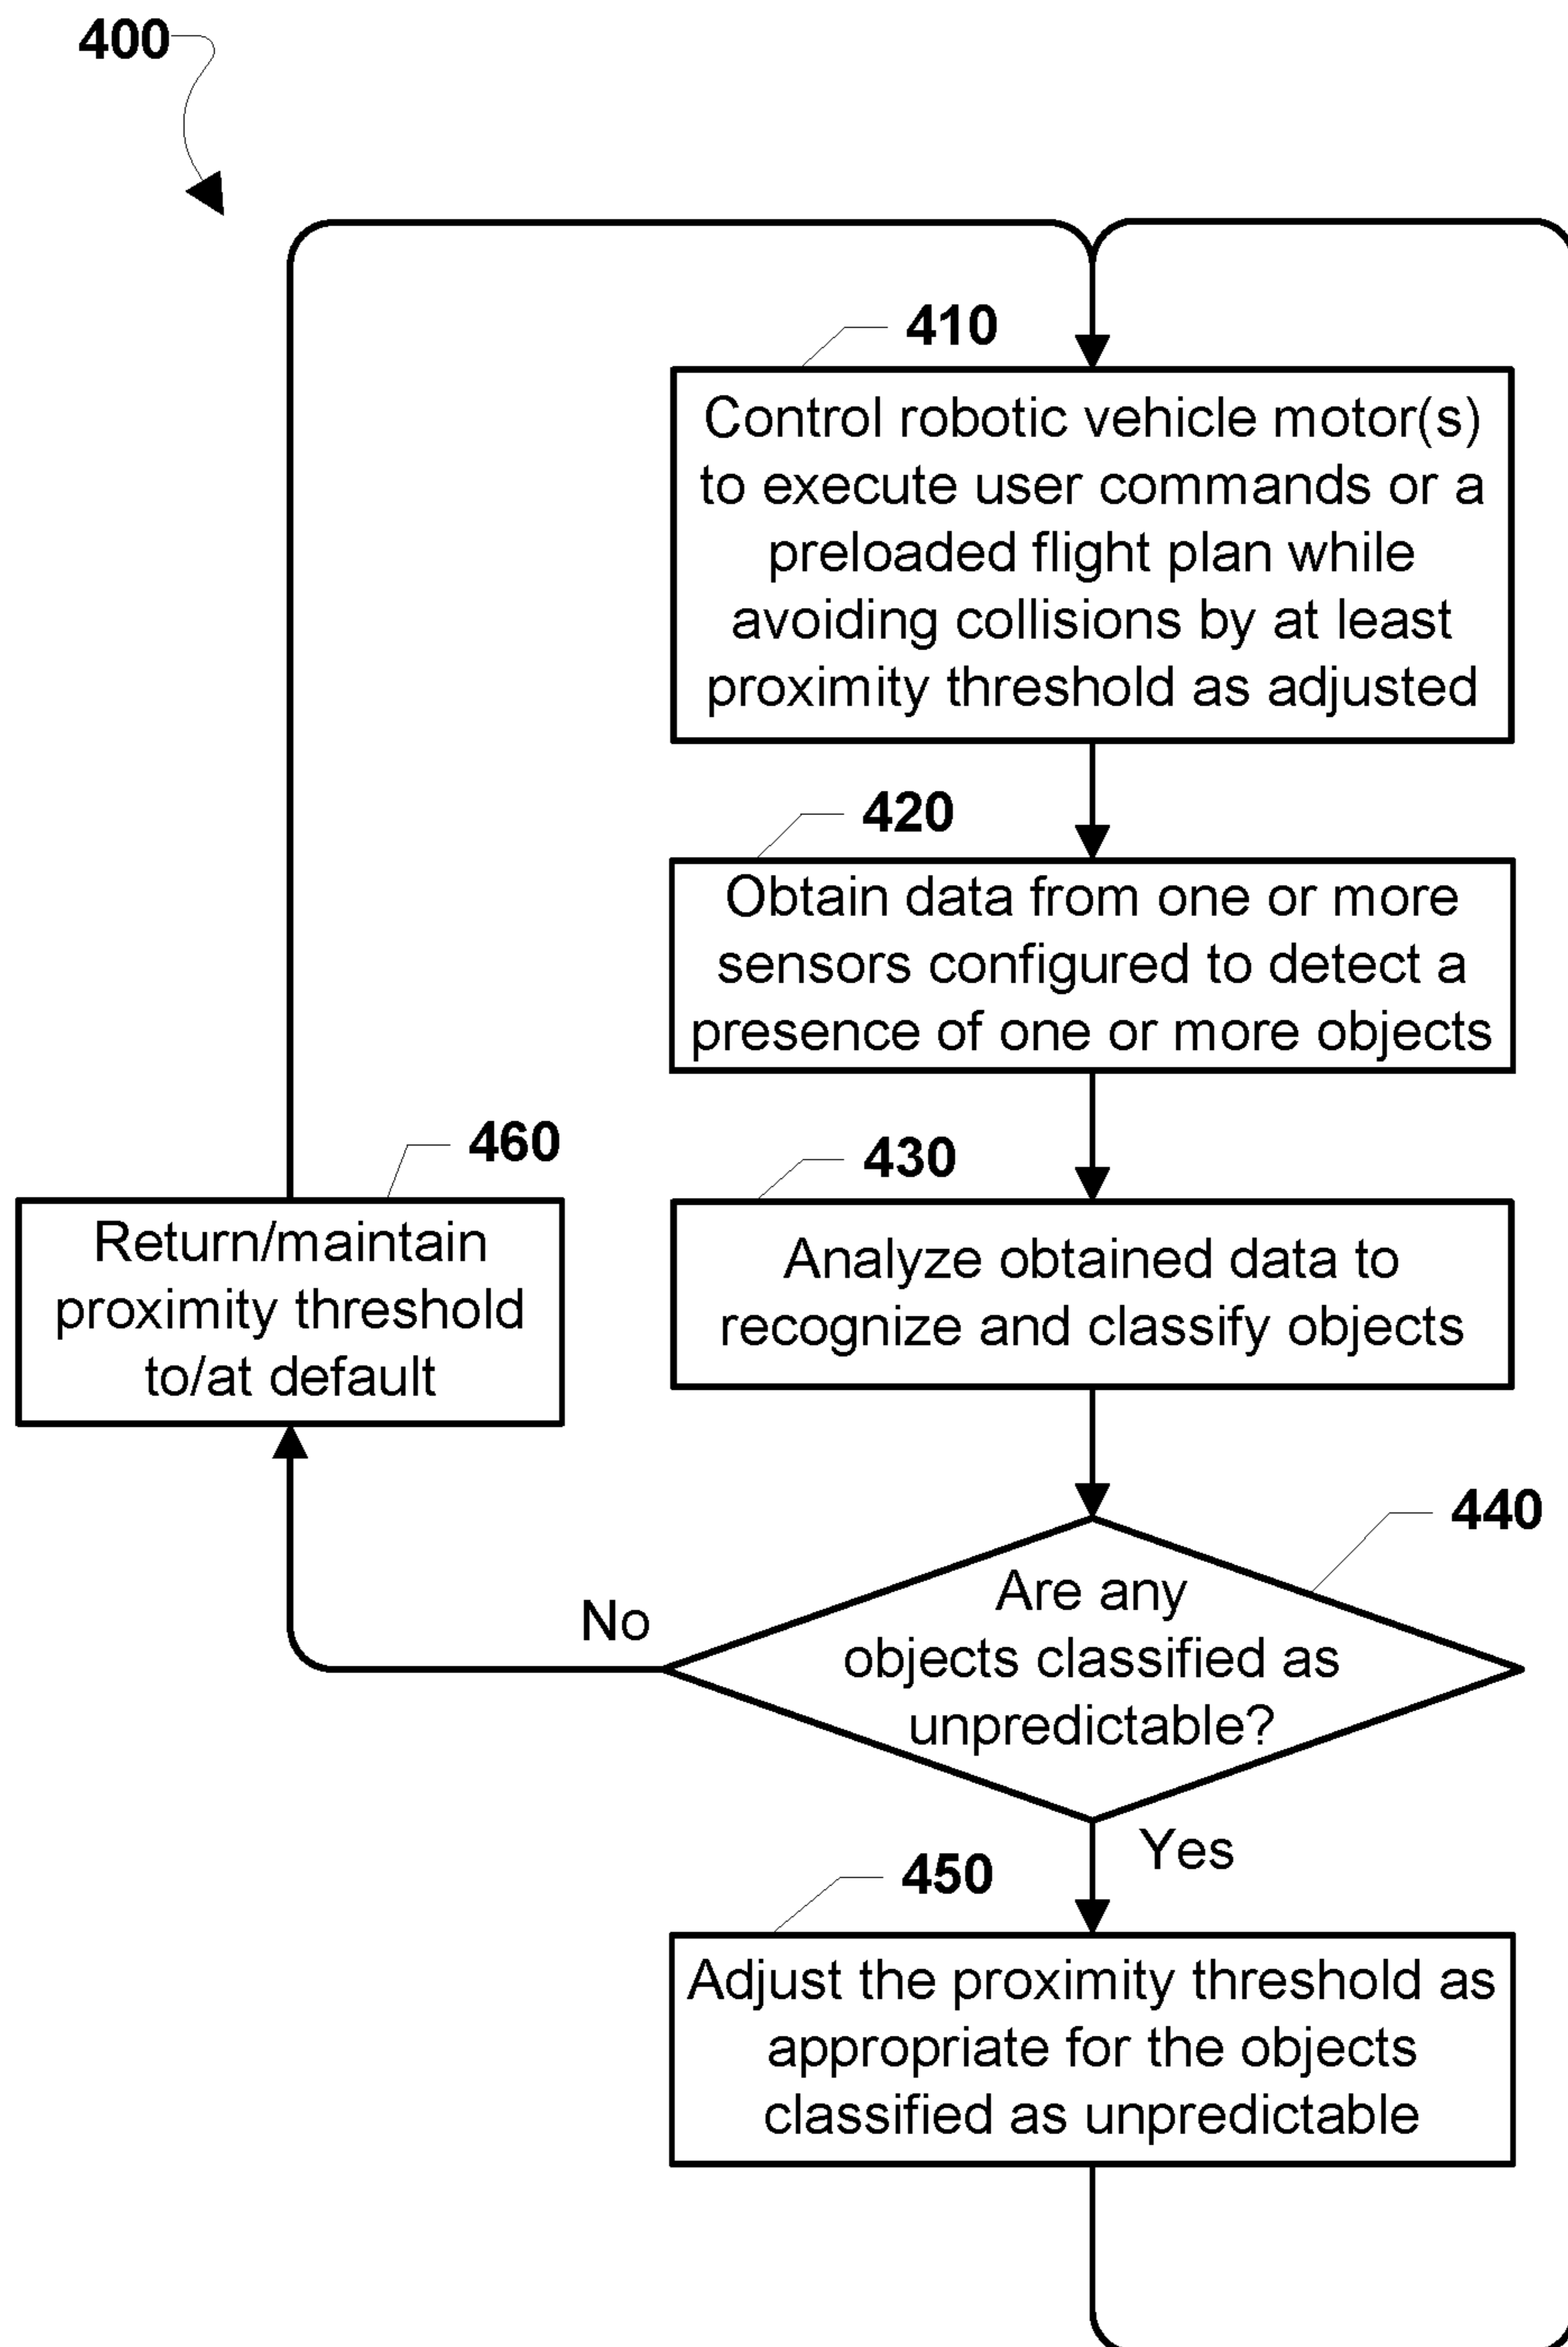 400
410
Control robotic vehicle motor(s)
to execute user commands or a
preloaded flight plan while
avoiding collisions by at least
proximity threshold as adjusted
420
Obtain data from one or more
sensors configured to detect a
presence of one or more objects
460
Return/maintain
proximity threshold
to/at default
430
Analyze obtained data to
recognize and classify objects
440
Are any
objects classified as
unpredictable?
No
Yes
450
Adjust the proximity threshold as
appropriate for the objects
classified as unpredictable